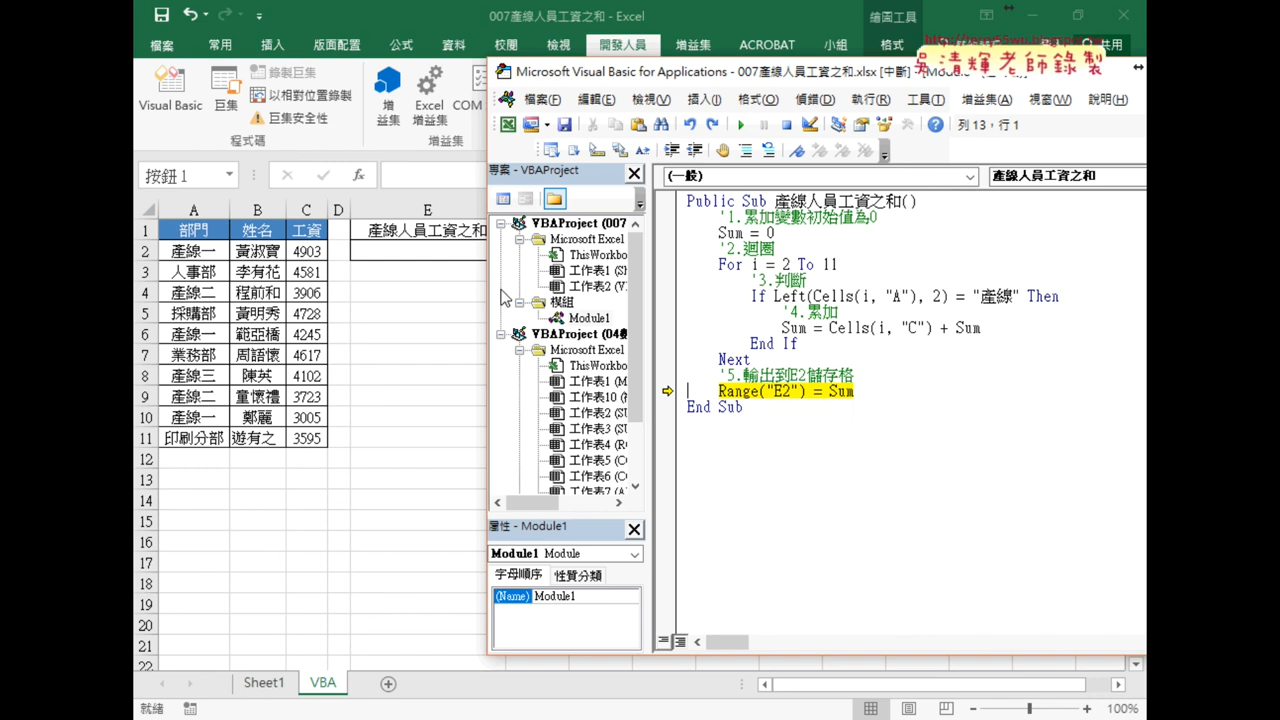 007產線人員工資之和 - Excel
繪圖工具
檔案 常用 插入 版面配置 公式 資料 校閱 檢視 開發人員 增益集 ACROBAT 小組 格式 共用
吳清輝老師錄製
Microsoft Visual Basic for Applications - 007產線人員工資之和.xlsx [中斷]
檔案(F) 編輯(E) 檢視(V) 插入(I) 格式(O) 偵錯(D) 執行(R) 工具(T) 增益集(A) 視窗(W) 說明(H)
列 13，行 1
Visual Basic
巨集
錄製巨集
以相對位置錄製
巨集安全性
程式碼
增益集
Excel 增益集
COM
增益集
按鈕 1
fx
專案 - VBAProject
(一般)
產線人員工資之和
A B C D E
1 部門 姓名 工資 產線人員工資之和
2 產線一 黃淑寶 4903
3 人事部 李有花 4581
4 產線二 程前和 3906
5 採購部 黃明秀 4728
6 產線一 範亞橋 4245
7 業務部 周語懷 4617
8 產線三 陳英 4102
9 產線二 童懷禮 3723
10 產線一 鄭麗 3005
11 印刷分部 遊有之 3595
12
13
14
15
16
17
18
19
20
21
22
VBAProject (007
Microsoft Excel
ThisWorkbo
工作表1 (Sh
工作表2 (V
模組
Module1
Microsoft Excel
ThisWorkbo
工作表1 (M
工作表10 (
工作表2 (SU
工作表3 (SU
工作表4 (RC
工作表5 (CC
工作表6 (CC
工作表7 (A
屬性 - Module1
Module1 Module
字母順序 性質分類
(Name) Module1
Public Sub 產線人員工資之和()
'1.累加變數初始值為0
Sum = 0
'2.迴圈
For i = 2 To 11
'3.判斷
If Left(Cells(i, "A"), 2) = "產線" Then
'4.累加
Sum = Cells(i, "C") + Sum
End If
Next
'5.輸出到E2儲存格
Range("E2") = Sum
End Sub
Sheet1 VBA
就緒
100%